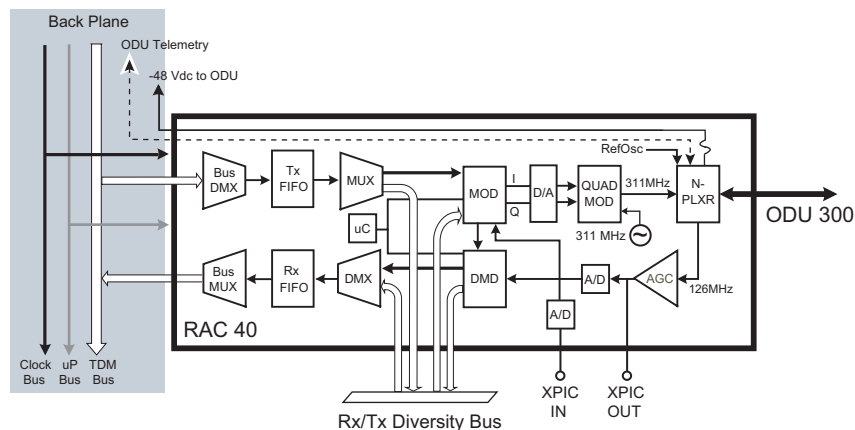 Back Plane
ODU Telemetry
-48 Vdc to ODU
RefOsc
Bus
DMX
Tx
FIFO
MUX
MOD
I
Q
D/A
QUAD
MOD
311MHz
N-
PLXR
ODU 300
uC
311 MHz
Bus
MUX
Rx
FIFO
DMX
DMD
A/D
AGC
126MHz
A/D
RAC 40
Clock
Bus
uP
Bus
TDM
Bus
XPIC
IN
XPIC
OUT
Rx/Tx Diversity Bus